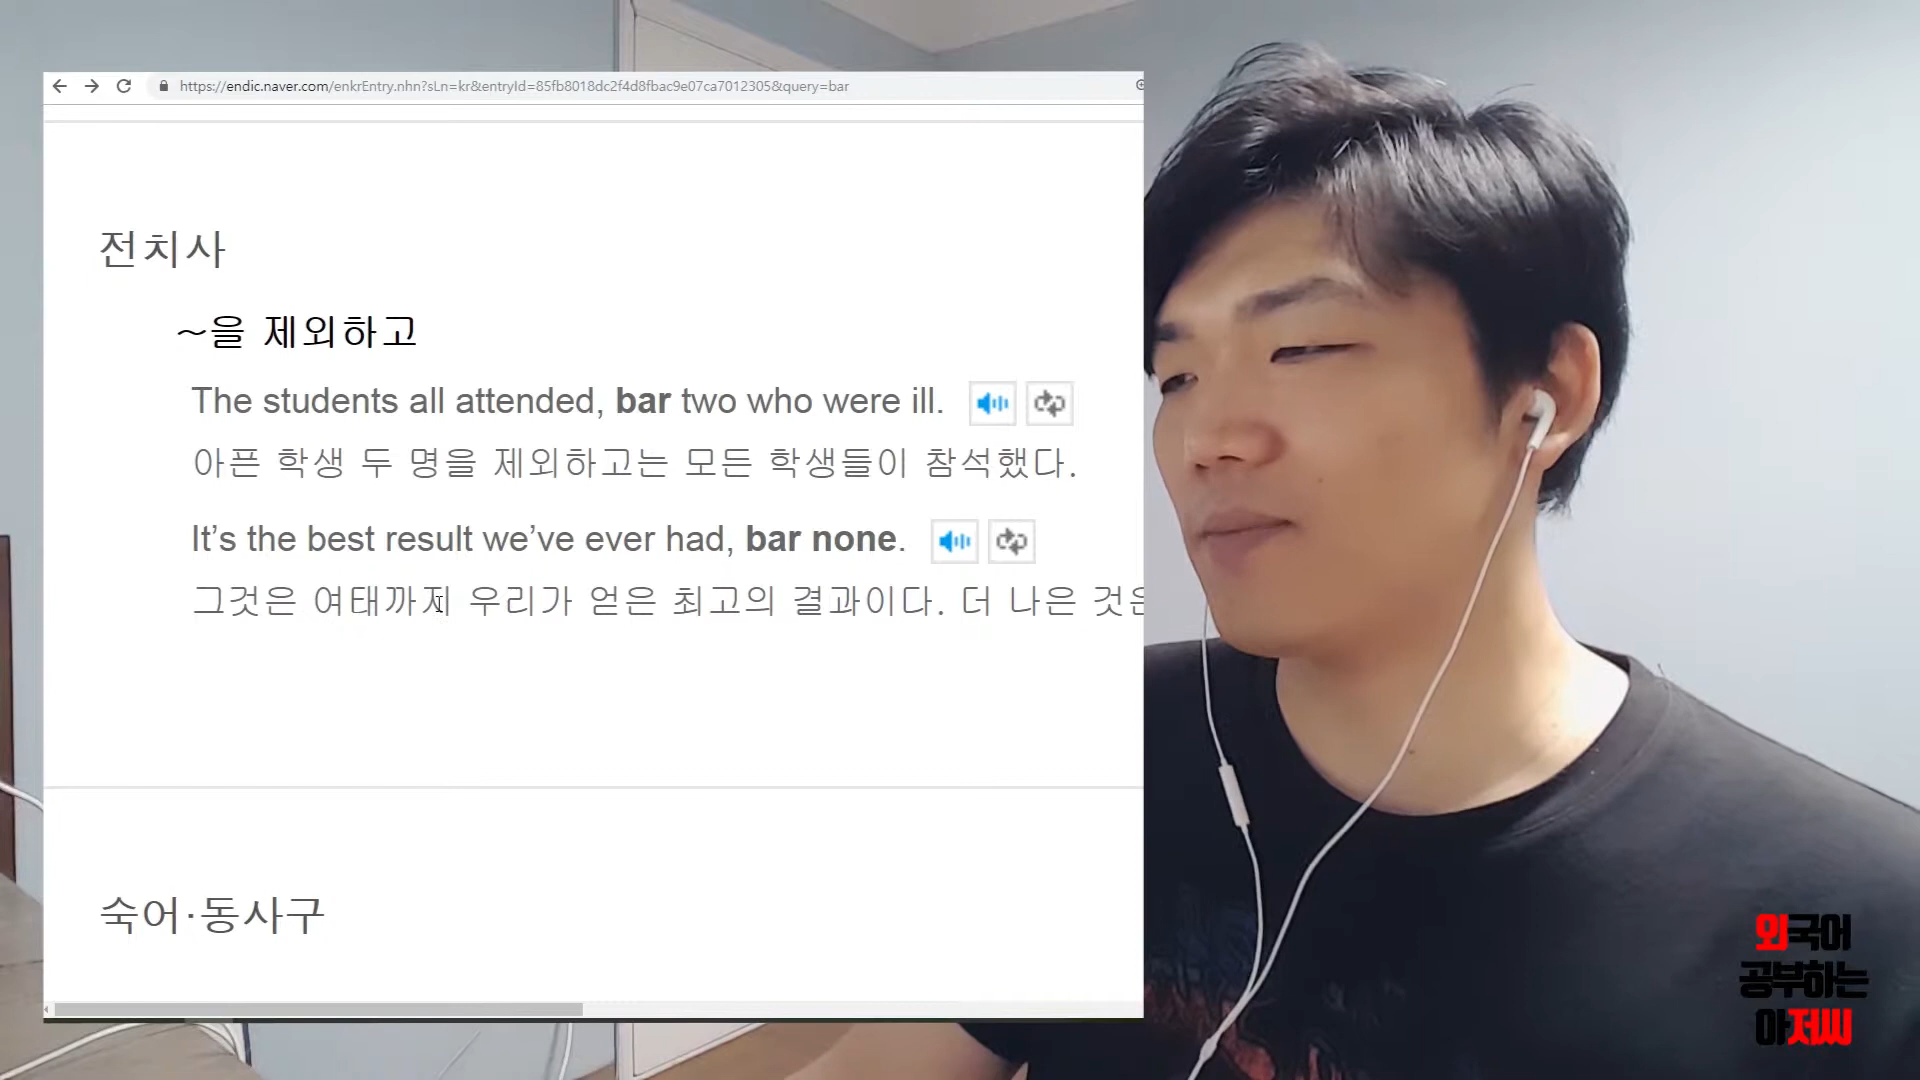 https://endic.naver.com/enkrEntry.nhn?sLn=kr&entryId=85fb8018dc2f4d8fbac9e07ca7012305&query=bar
전치사
~을 제외하고
The students all attended, bar two who were ill.
아픈 학생 두 명을 제외하고는 모든 학생들이 참석했다.
It’s the best result we’ve ever had, bar none.
그것은 여태까지 우리가 얻은 최고의 결과이다. 더 나은 것은
숙어·동사구
외국어
공부하는
아저씨